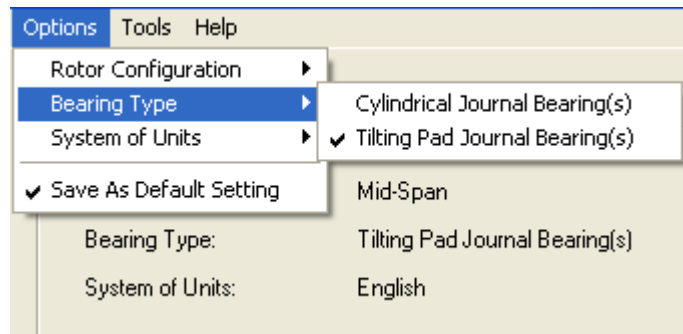 Options Tools Help
Rotor Configuration
Bearing Type
Cylindrical Journal Bearing(s)
System of Units
Tilting Pad Journal Bearing(s)
Save As Default Setting
Mid-Span
Bearing Type:
Tilting Pad Journal Bearing(s)
System of Units:
English